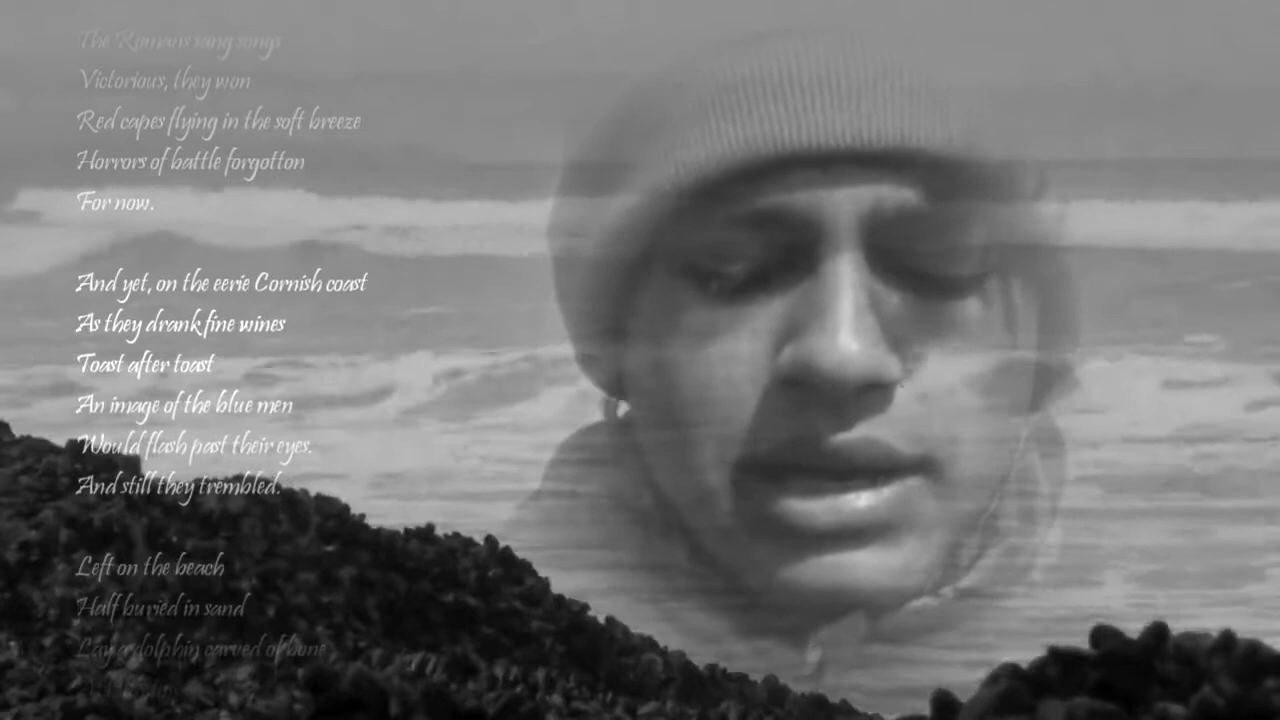 The Romans sang songs
Victorious, they won
Red capes flying in the soft breeze
Horrors of battle forgotton
For now.
And yet, on the eerie Cornish coast
As they drank fine wines
Toast after toast
An image of the blue men
Would flash past their eyes.
And still they trembled.
Left on the beach
Half buried in sand
Lay a dolphin carved of bone